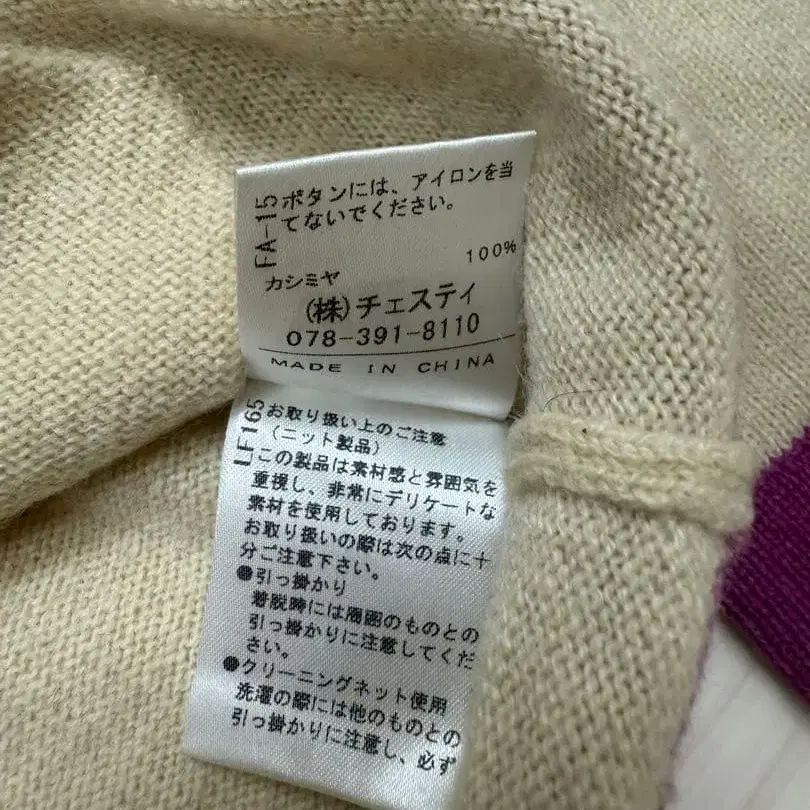 FA-15
ボタンには、アイロンを当
てないでください。
100%
カシミヤ
(株)チェスティ
078-391-8110
MADE IN CHINA
LF165
お取り扱い上のご注意
(ニット製品)
この製品は素材感と雰囲気を
重視し、非常にデリケートな
素材を使用しております。
お取り扱いの際は次の点に十
分ご注意下さい。
●引っ掛かり
着脱時には周囲のものとの
引っ掛かりに注意してくだ
さい。
●クリーニングネット使用
洗濯の際には他のものとの
引っ掛かりに注意し、必ず